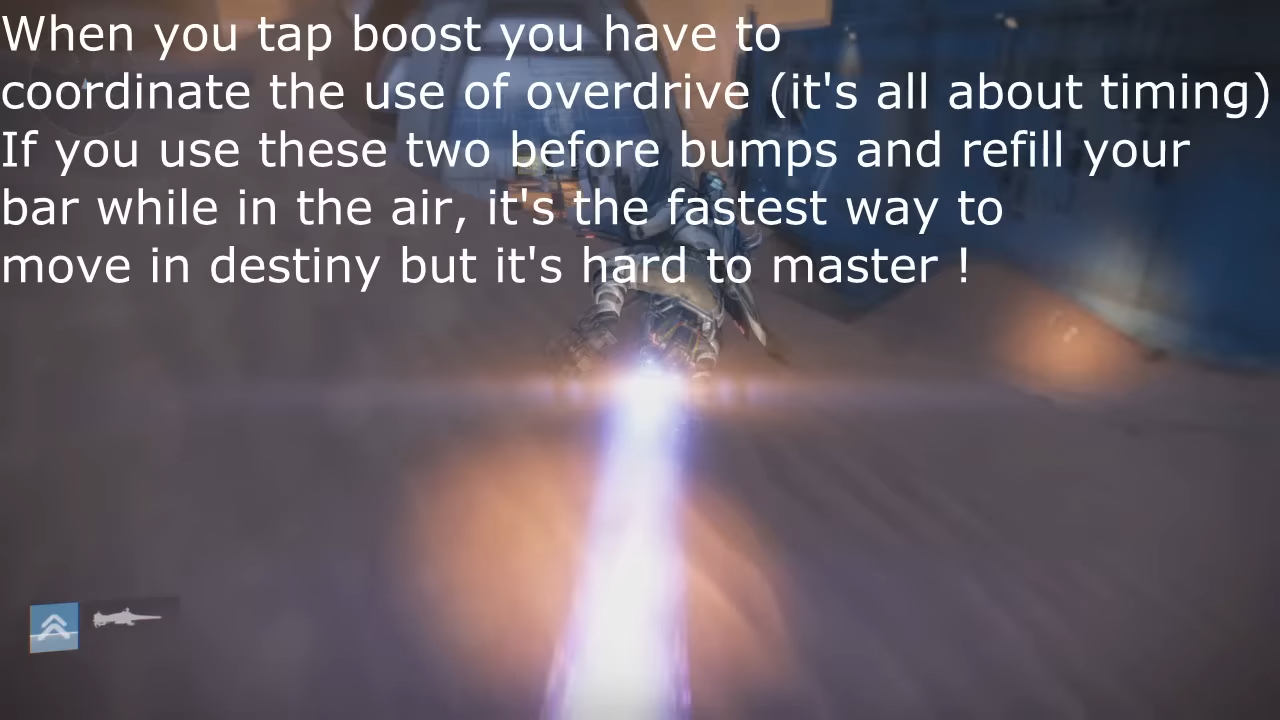 When you tap boost you have to
coordinate the use of overdrive (it's all about timing)
If you use these two before bumps and refill your
bar while in the air, it's the fastest way to
move in destiny but it's hard to master !